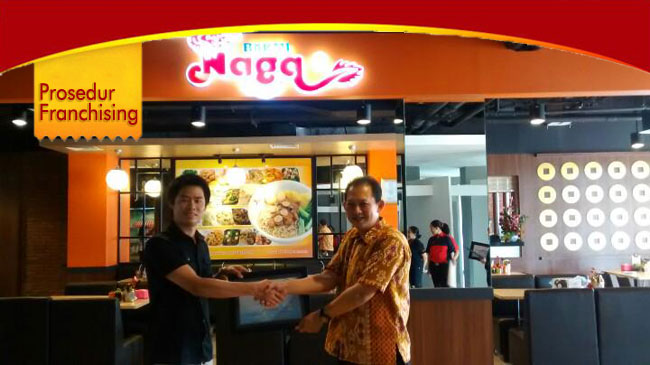 BAKMI
Naga
Prosedur
Franchising